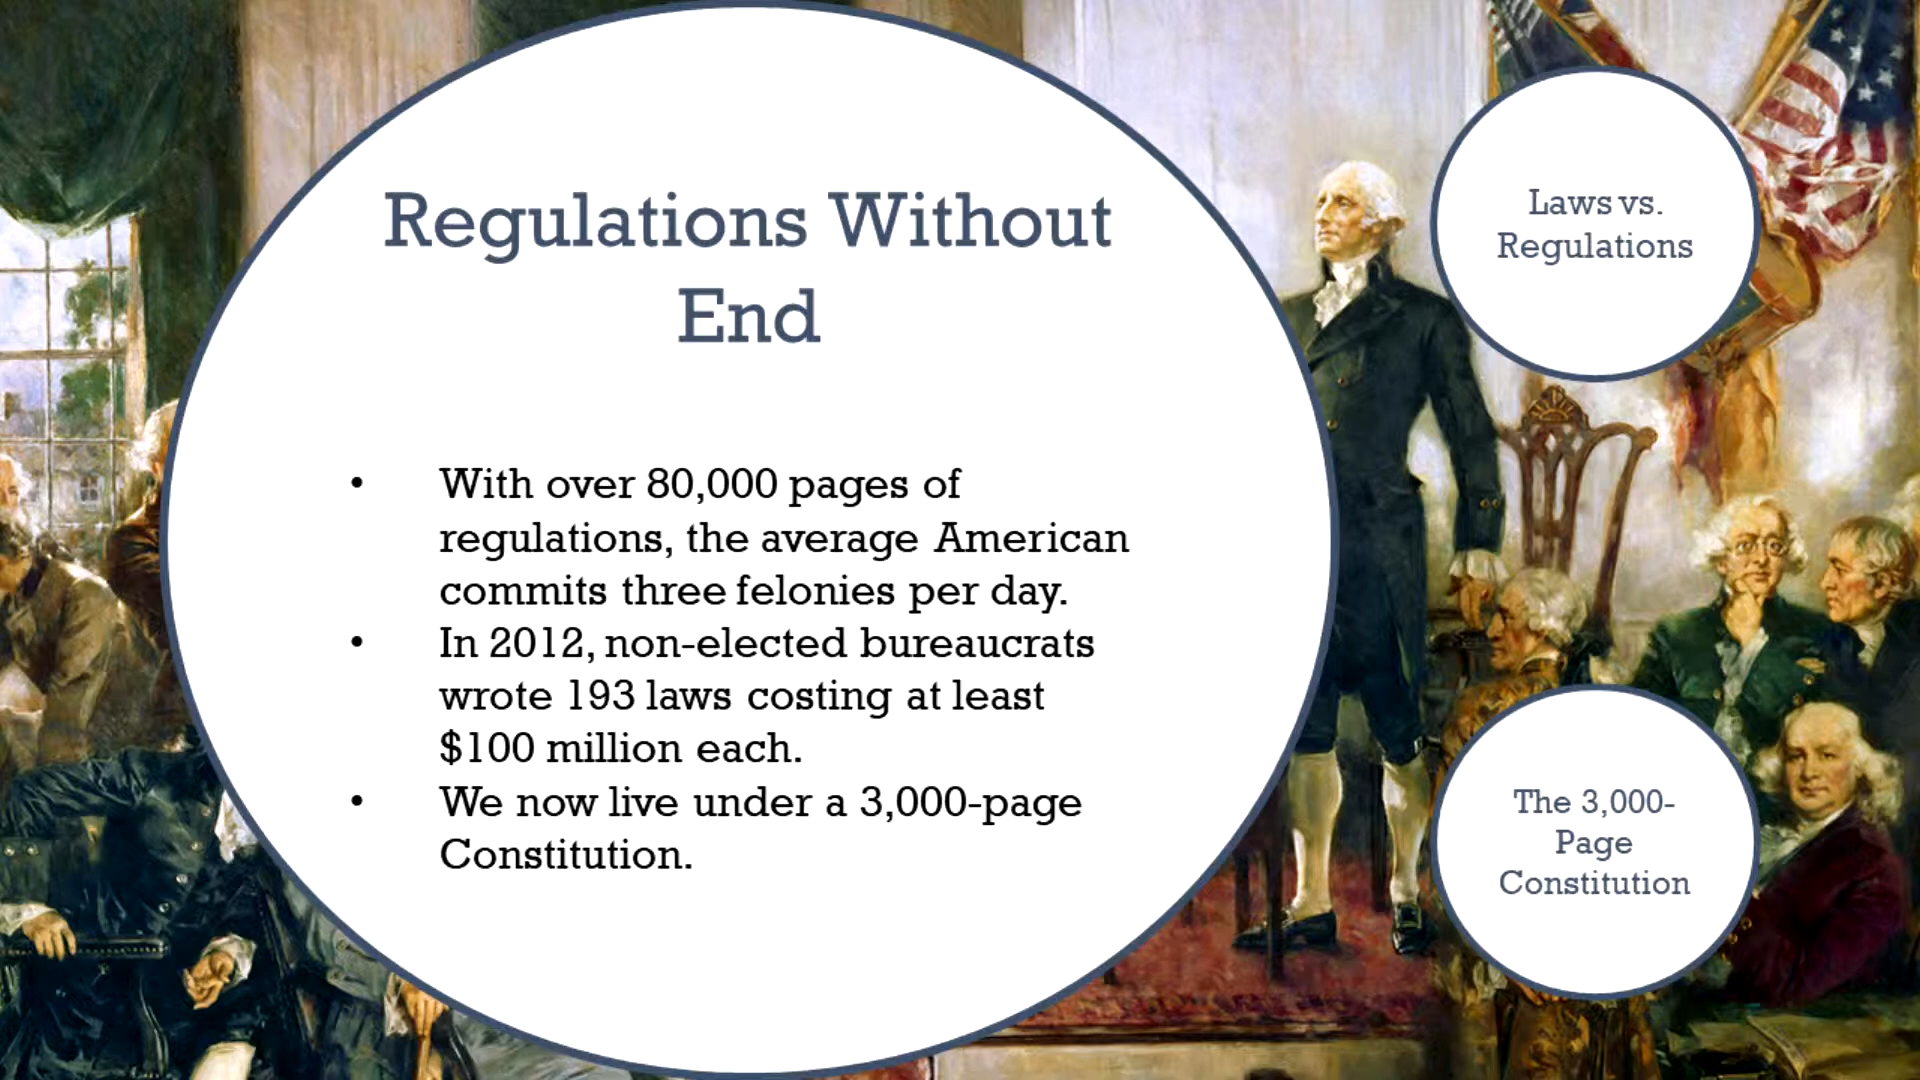 Regulations Without
End
• With over 80,000 pages of
regulations, the average American
commits three felonies per day.
• In 2012, non-elected bureaucrats
wrote 193 laws costing at least
$100 million each.
• We now live under a 3,000-page
Constitution.
Laws vs.
Regulations
The 3,000-
Page
Constitution